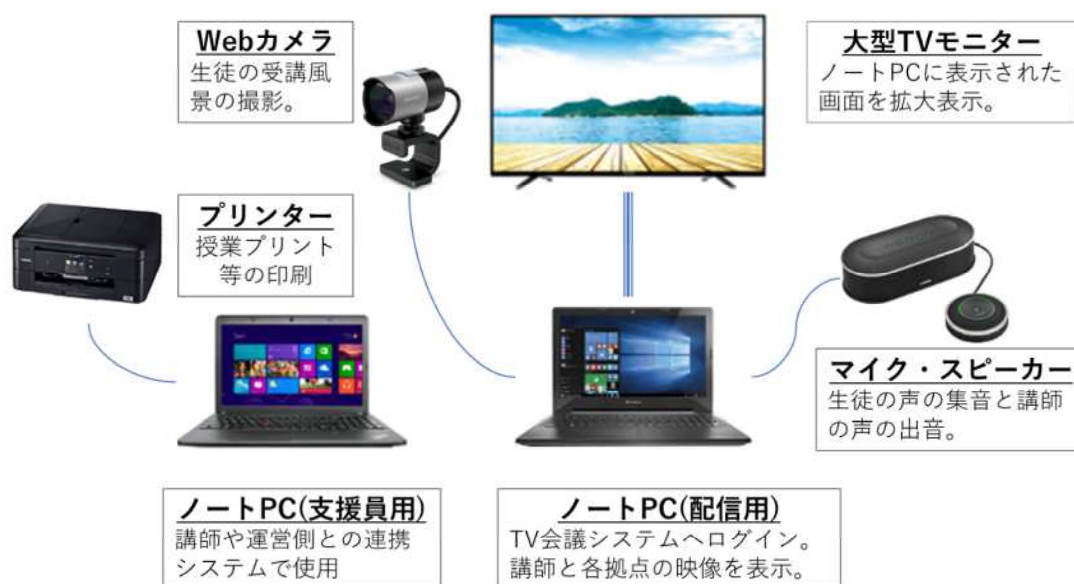 Webカメラ
生徒の受講風
景の撮影。
大型TVモニター
ノートPCに表示された
画面を拡大表示。
プリンター
授業プリント
等の印刷
マイク・スピーカー
生徒の声の集音と講師
の声の出音。
ノートPC(支援員用)
講師や運営側との連携
システムで使用
ノートPC(配信用)
TV会議システムへログイン。
講師と各拠点の映像を表示。